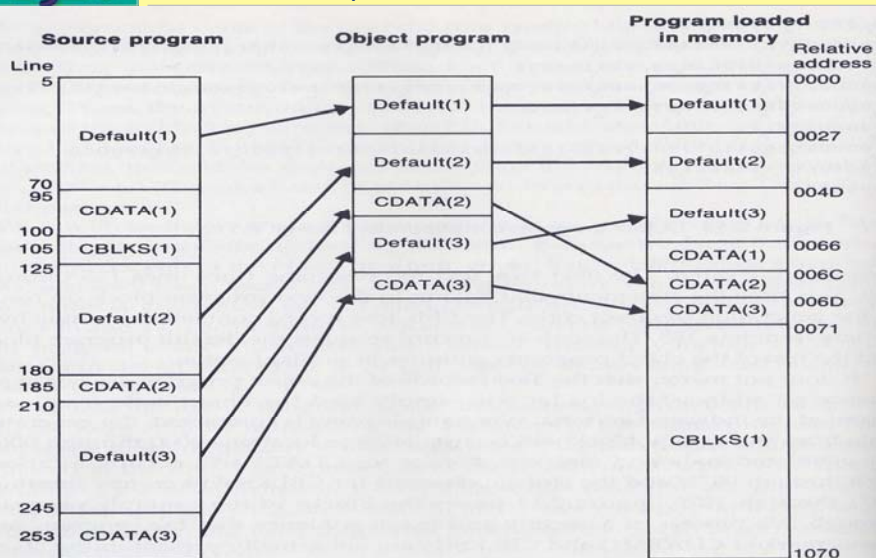 Source program
Object program
Program loaded
in memory
Line
Relative
address
5
Default(1)
70
95
CDATA(1)
100
105
CBLKS(1)
125
Default(2)
180
185
CDATA(2)
210
Default(3)
245
253
CDATA(3)
Default(1)
Default(2)
CDATA(2)
Default(3)
CDATA(3)
0000
Default(1)
0027
Default(2)
004D
Default(3)
0066
CDATA(1)
006C
CDATA(2)
006D
CDATA(3)
0071
CBLKS(1)
1070